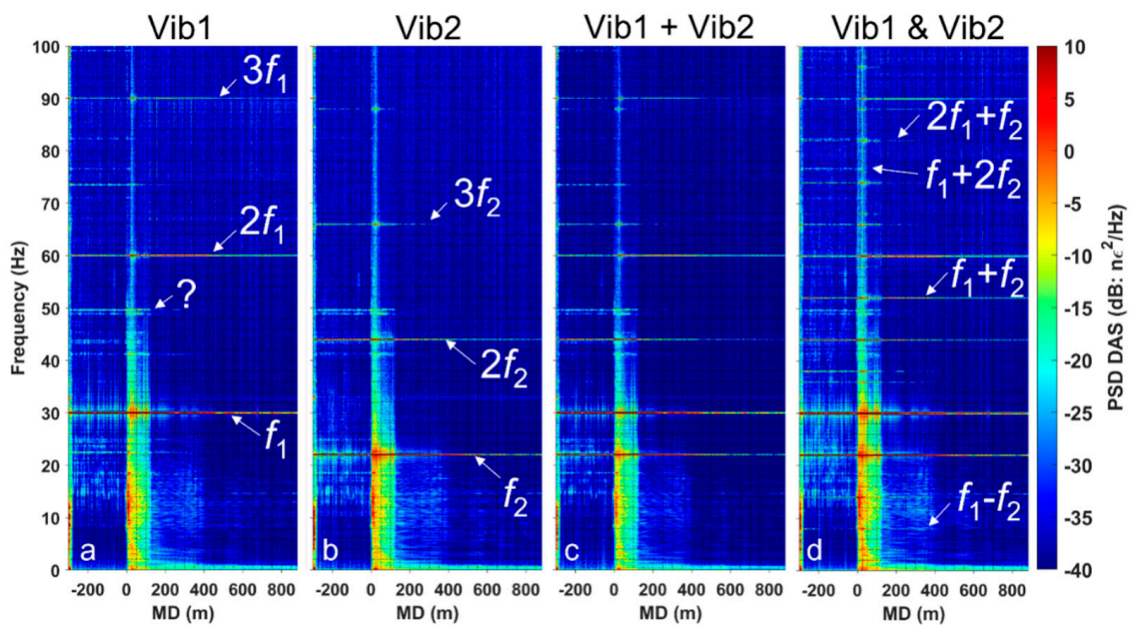 Vib1 Vib2 Vib1 + Vib2 Vib1 & Vib2
Frequency (Hz)
100
90
80
70
60
50
40
30
20
10
0
3f₁
2f₁
?
f₁
a
-200 0 200 400 600 800
MD (m)
3f₂
2f₂
f₂
b
-200 0 200 400 600 800
MD (m)
c
-200 0 200 400 600 800
MD (m)
2f₁+f₂
f₁+2f₂
f₁+f₂
f₁-f₂
d
-200 0 200 400 600 800
MD (m)
10
5
0
-5
-10
-15
-20
-25
-30
-35
-40
PSD DAS (dB: nε²/Hz)